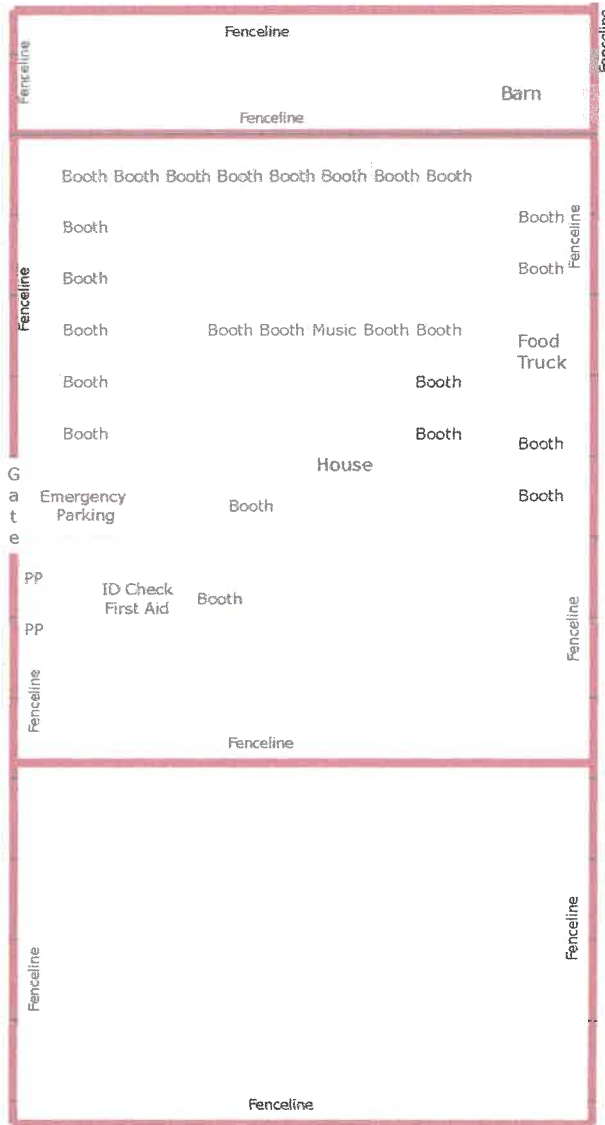 Fenceline
Fenceline
Fenceline
Barn
Fenceline
Booth Booth Booth Booth Booth Booth Booth Booth
Booth
Booth
Fenceline
Booth
Booth
Fenceline
Booth
Booth Booth Music Booth Booth
Food
Truck
Booth
Booth
Booth
Booth
Booth
House
Booth
Gate
Emergency
Parking
Booth
PP
ID Check
First Aid
Booth
PP
Fenceline
Fenceline
Fenceline
Fenceline
Fenceline
Fenceline